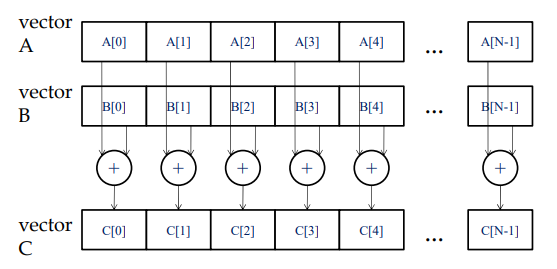 vector
A
A[0] A[1] A[2] A[3] A[4] ... A[N-1]
vector
B
B[0] B[1] B[2] B[3] B[4] ... B[N-1]
+ + + + + +
vector
C
C[0] C[1] C[2] C[3] C[4] ... C[N-1]